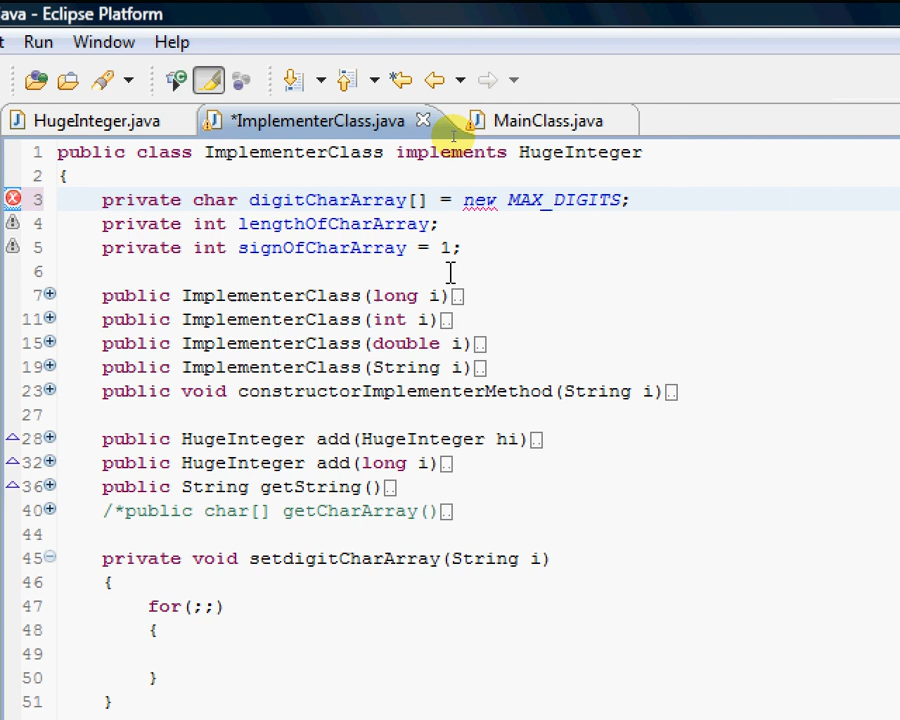 ava - Eclipse Platform
t Run Window Help
HugeInteger.java *ImplementerClass.java MainClass.java
1 public class ImplementerClass implements HugeInteger
2 {
3 private char digitCharArray[] = new MAX_DIGITS;
4 private int lengthOfCharArray;
5 private int signOfCharArray = 1;
6
7 public ImplementerClass(long i)
11 public ImplementerClass(int i)
15 public ImplementerClass(double i)
19 public ImplementerClass(String i)
23 public void constructorImplementerMethod(String i)
27
28 public HugeInteger add(HugeInteger hi)
32 public HugeInteger add(long i)
36 public String getString()
40 /*public char[] getCharArray()
44
45 private void setdigitCharArray(String i)
46 {
47 for(;;)
48 {
49
50 }
51 }